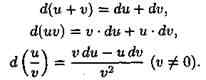 d(u + v) = du + dv,
d(uv) = v · du + u · dv,
d(u/v) = (v du − u dv)/v² (v ≠ 0).